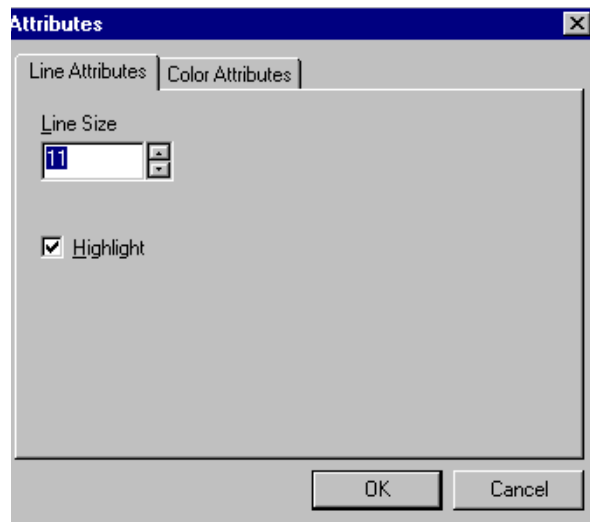 Attributes
Line Attributes Color Attributes
Line Size
11
Highlight
OK Cancel